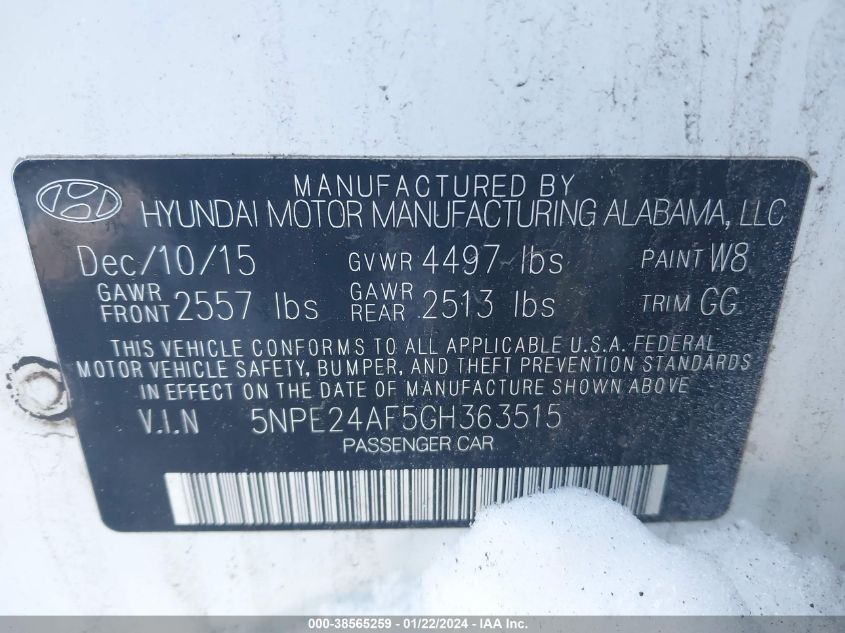 MANUFACTURED BY
HYUNDAI MOTOR MANUFACTURING ALABAMA, LLC
Dec/10/15 GVWR 4497 lbs PAINT W8
GAWR FRONT 2557 lbs GAWR REAR 2513 lbs TRIM GG
THIS VEHICLE CONFORMS TO ALL APPLICABLE U.S.A.-FEDERAL
MOTOR VEHICLE SAFETY, BUMPER, AND THEFT PREVENTION STANDARDS
IN EFFECT ON THE DATE OF MANUFACTURE SHOWN ABOVE
V.I.N 5NPE24AF5GH363515
PASSENGER CAR
000-38565259 - 01/22/2024 - IAAI.com